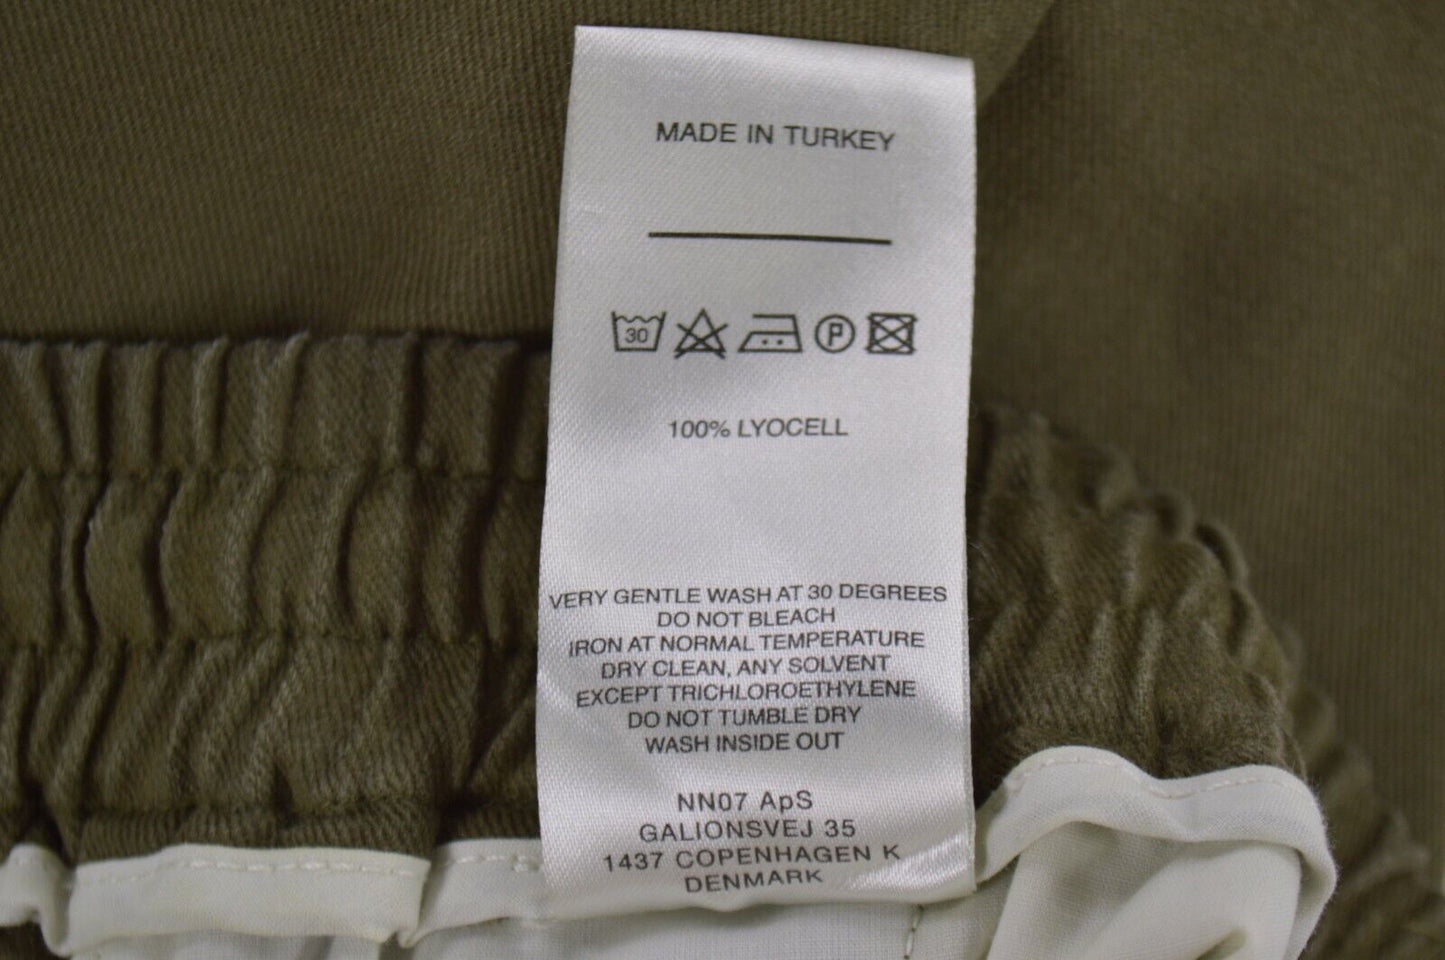 MADE IN TURKEY
30 P
100% LYOCELL
VERY GENTLE WASH AT 30 DEGREES
DO NOT BLEACH
IRON AT NORMAL TEMPERATURE
DRY CLEAN, ANY SOLVENT
EXCEPT TRICHLOROETHYLENE
DO NOT TUMBLE DRY
WASH INSIDE OUT
NN07 ApS
GALIONSVEJ 35
1437 COPENHAGEN K
DENMARK